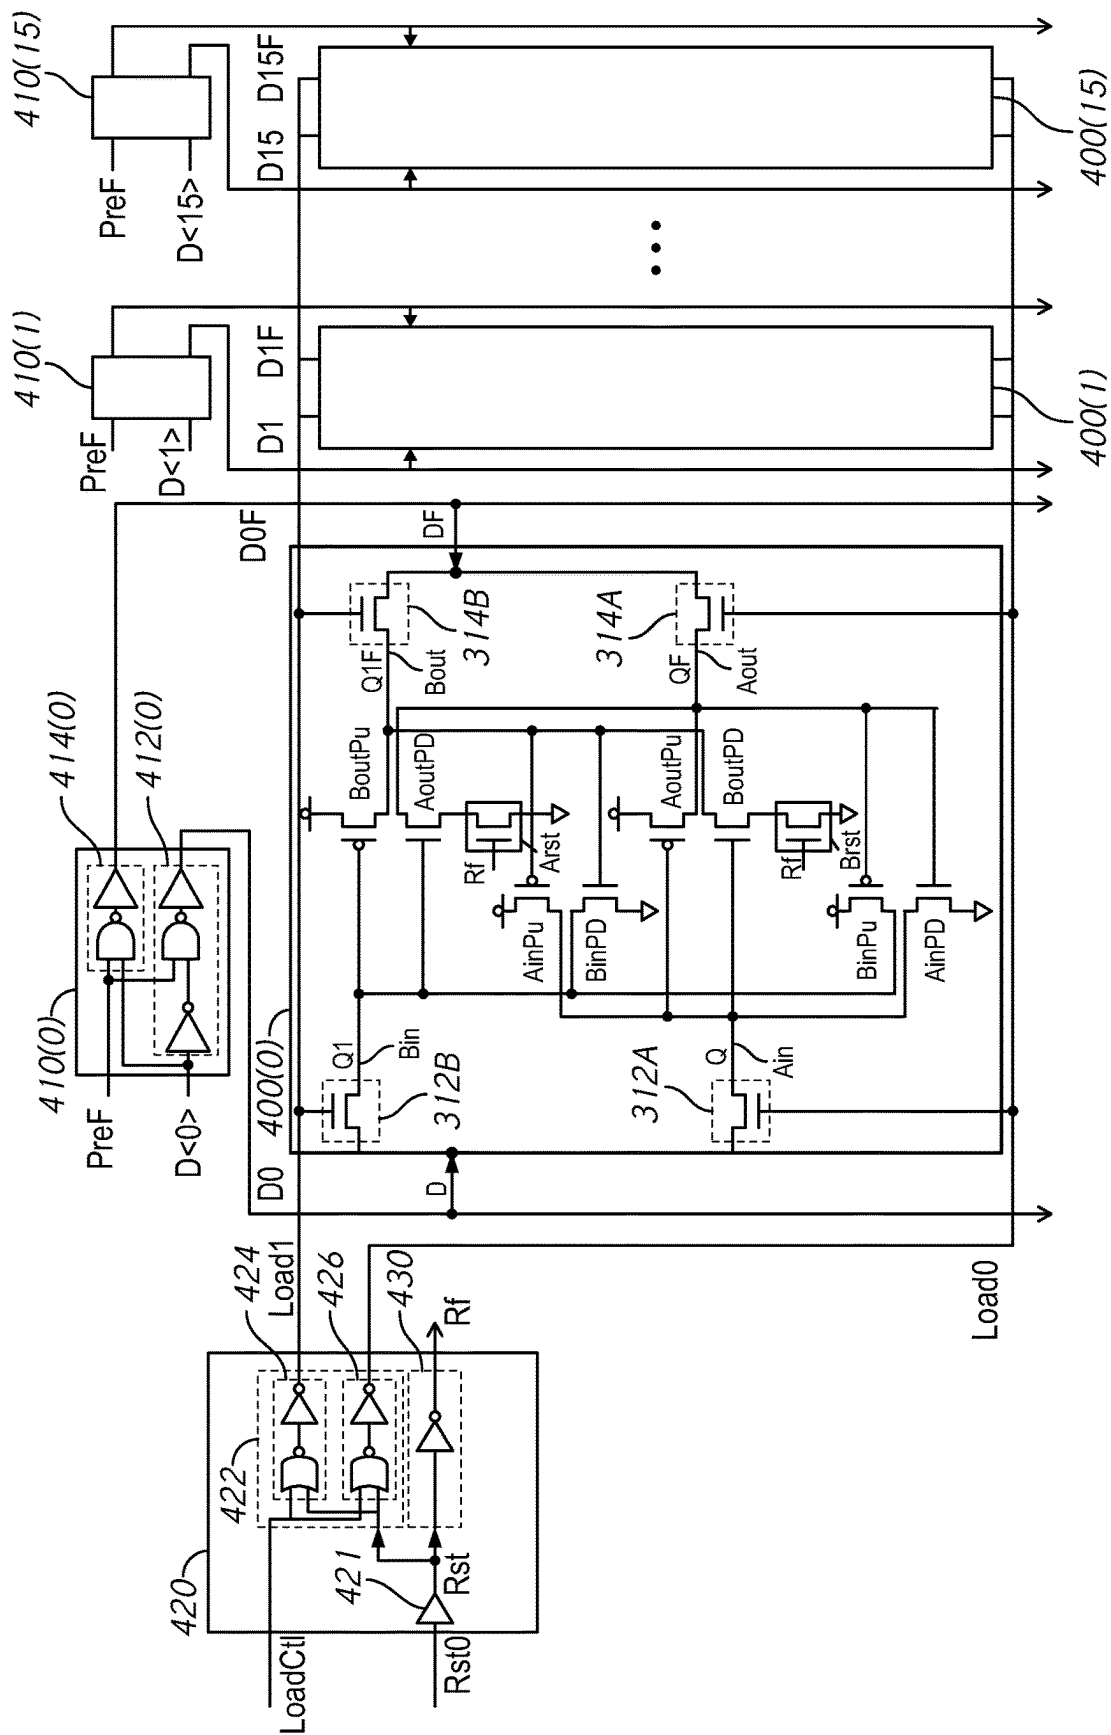 410(15)
PreF
D<15>
D15
D15F
400(15)
410(1)
PreF
D<1>
D1
D1F
400(1)
414(0)
412(0)
410(0)
PreF
D<0>
D0F
DF
400(0)
D0
D
314B
Q1F
Bout
314A
QF
Aout
BoutPu
AoutPD
Rf
Arst
AinPu
BinPD
AoutPu
BoutPD
Rf
Brst
BinPu
AinPD
Q1
Bin
312B
312A
Q
Ain
424
Load1
426
430
Rf
Load0
422
420
421
Rst
LoadCtl
Rst0